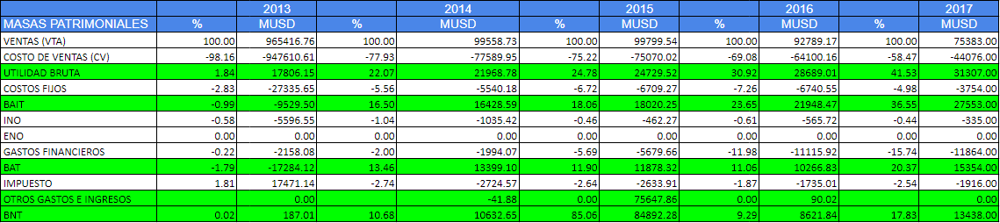 2013 2014 2015 2016 2017
MASAS PATRIMONIALES % MUSD % MUSD % MUSD % MUSD % MUSD
VENTAS (VTA) 100.00 965416.76 100.00 99558.73 100.00 99799.54 100.00 92789.17 100.00 75383.00
COSTO DE VENTAS (CV) -98.16 -947610.61 -77.93 -77589.95 -75.22 -75070.02 -69.08 -64100.16 -58.47 -44076.00
UTILIDAD BRUTA 1.84 17806.15 22.07 21968.78 24.78 24729.52 30.92 28689.01 41.53 31307.00
COSTOS FIJOS -2.83 -27335.65 -5.56 -5540.18 -6.72 -6709.27 -7.26 -6740.55 -4.98 -3754.00
BAIT -0.99 -9529.50 16.50 16428.59 18.06 18020.25 23.65 21948.47 36.55 27553.00
INO -0.58 -5596.55 -1.04 -1035.42 -0.46 -462.27 -0.61 -565.72 -0.44 -335.00
ENO 0.00 0.00 0.00 0.00 0.00 0.00 0.00 0.00 0.00 0.00
GASTOS FINANCIEROS -0.22 -2158.08 -2.00 -1994.07 -5.69 -5679.66 -11.98 -11115.92 -15.74 -11864.00
BAT -1.79 -17284.12 13.46 13399.10 11.90 11878.32 11.06 10266.83 20.37 15354.00
IMPUESTO 1.81 17471.14 -2.74 -2724.57 -2.64 -2633.91 -1.87 -1735.01 -2.54 -1916.00
OTROS GASTOS E INGRESOS 0.00 -41.88 0.00 75647.86 0.00 90.02 0.00 0.00
BNT 0.02 187.01 10.68 10632.65 85.06 84892.28 9.29 8621.84 17.83 13438.00